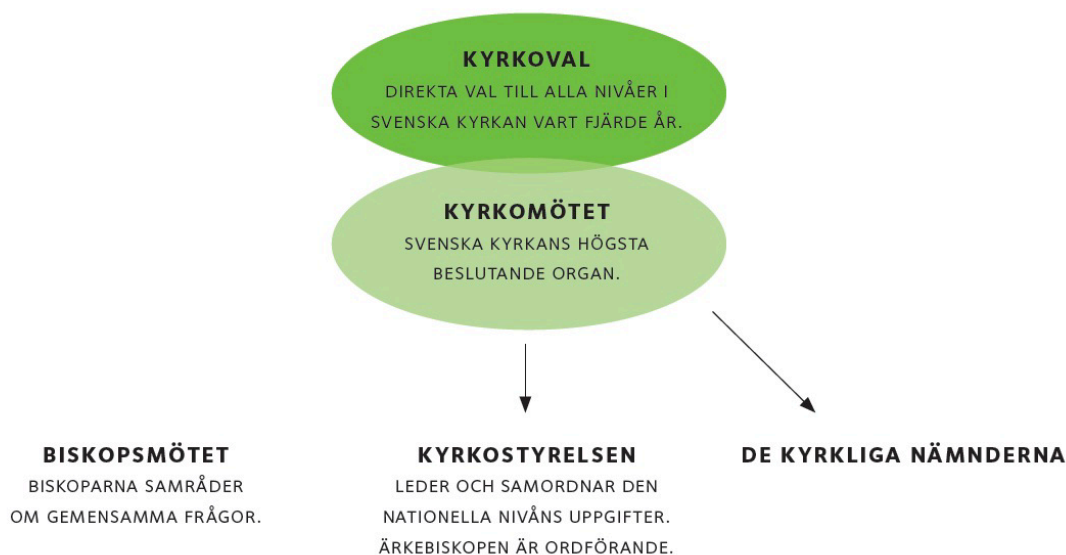 KYRKOVAL
DIREKTA VAL TILL ALLA NIVÅER I
SVENSKA KYRKAN VART FJÄRDE ÅR.
KYRKOMÖTET
SVENSKA KYRKANS HÖGSTA
BESLUTANDE ORGAN.
BISKOPSMÖTET
BISKOPARNA SAMRÅDER
OM GEMENSAMMA FRÅGOR.
KYRKOSTYRELSEN
LEDER OCH SAMORDNAR DEN
NATIONELLA NIVÅNS UPPGIFTER.
ÄRKEBISKOPEN ÄR ORDFÖRANDE.
DE KYRKLIGA NÄMNDERNA